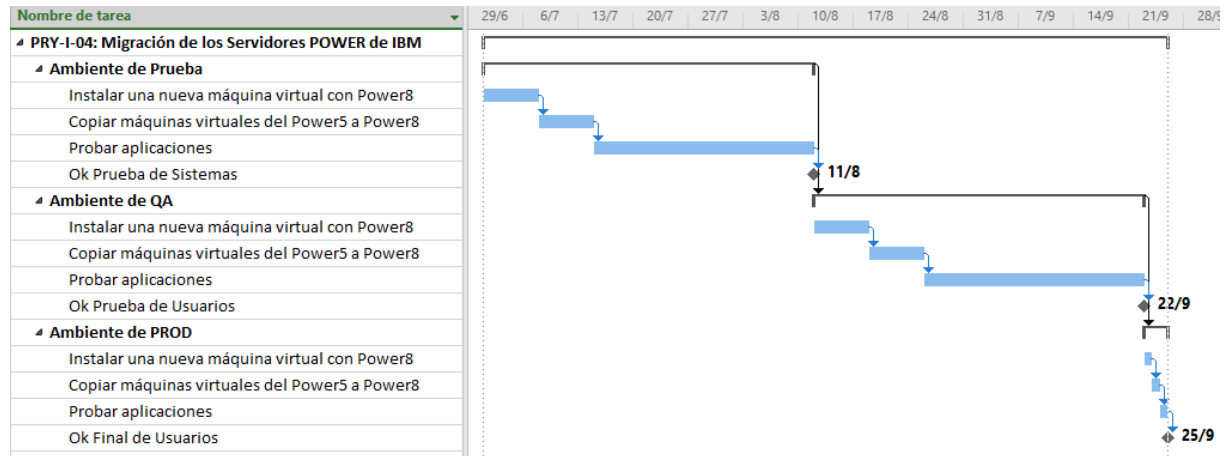 Nombre de tarea
29/6 6/7 13/7 20/7 27/7 3/8 10/8 17/8 24/8 31/8 7/9 14/9 21/9 28/9
PRY-I-04: Migración de los Servidores POWER de IBM
Ambiente de Prueba
Instalar una nueva máquina virtual con Power8
Copiar máquinas virtuales del Power5 a Power8
Probar aplicaciones
Ok Prueba de Sistemas
11/8
Ambiente de QA
Instalar una nueva máquina virtual con Power8
Copiar máquinas virtuales del Power5 a Power8
Probar aplicaciones
Ok Prueba de Usuarios
22/9
Ambiente de PROD
Instalar una nueva máquina virtual con Power8
Copiar máquinas virtuales del Power5 a Power8
Probar aplicaciones
Ok Final de Usuarios
25/9